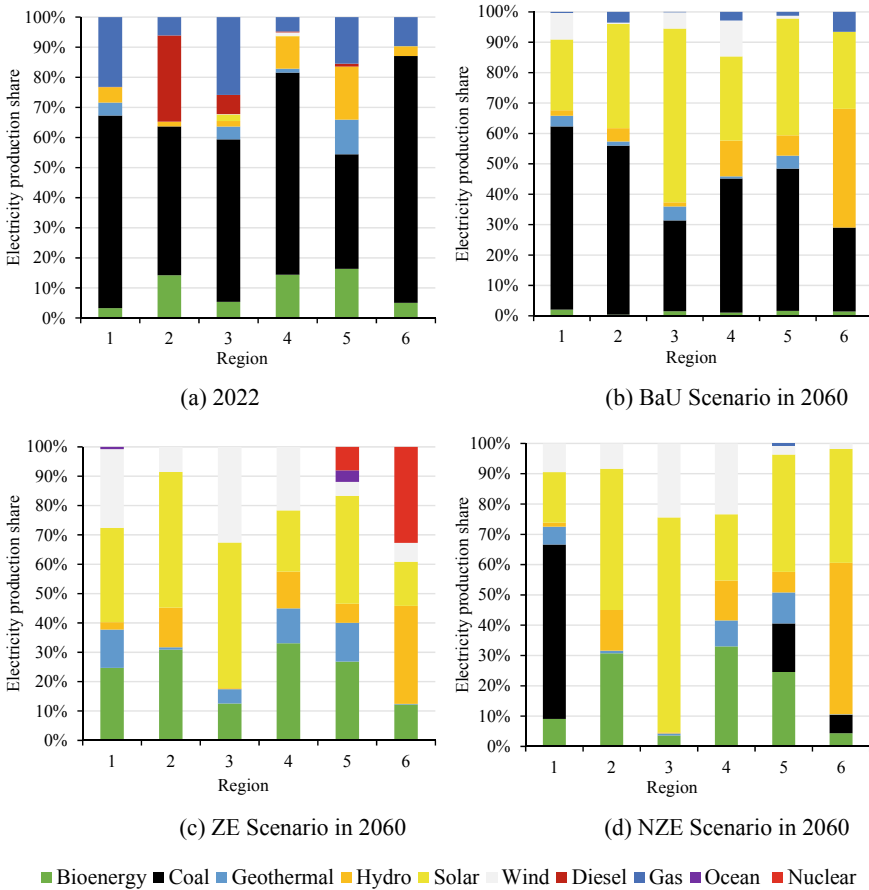 Electricity production share
100%
90%
80%
70%
60%
50%
40%
30%
20%
10%
0%
1 2 3 4 5 6
Region
(a) 2022
Electricity production share
100%
90%
80%
70%
60%
50%
40%
30%
20%
10%
0%
1 2 3 4 5 6
Region
(b) BaU Scenario in 2060
Electricity production share
100%
90%
80%
70%
60%
50%
40%
30%
20%
10%
0%
1 2 3 4 5 6
Region
(c) ZE Scenario in 2060
Electricity production share
100%
90%
80%
70%
60%
50%
40%
30%
20%
10%
0%
1 2 3 4 5 6
Region
(d) NZE Scenario in 2060
Bioenergy Coal Geothermal Hydro Solar Wind Diesel Gas Ocean Nuclear